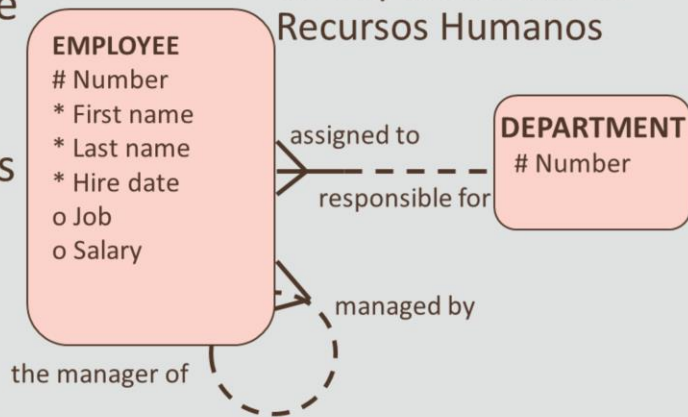 Recursos Humanos
EMPLOYEE
# Number
* First name
* Last name
* Hire date
o Job
o Salary
assigned to
responsible for
DEPARTMENT
# Number
managed by
the manager of